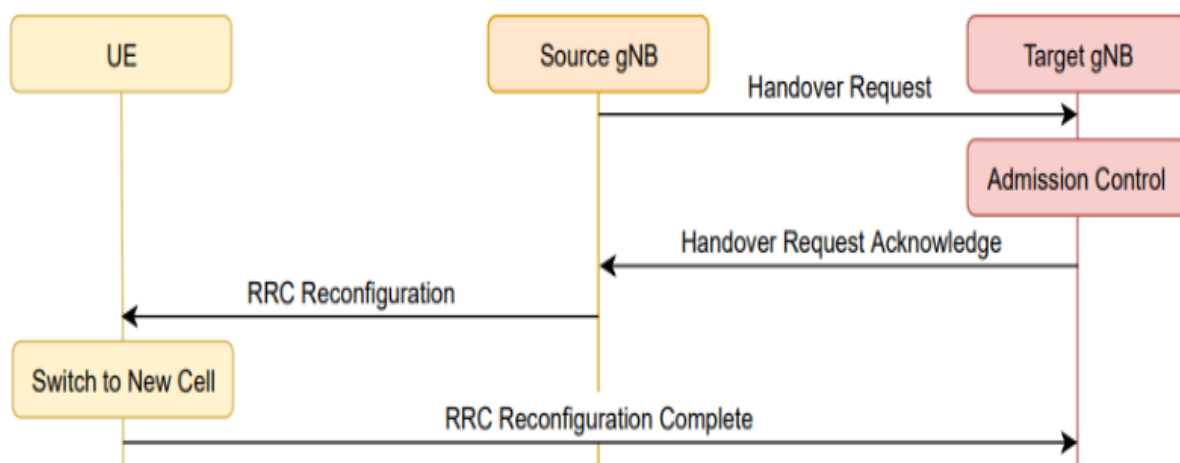 UE
Source gNB
Target gNB
Handover Request
Admission Control
Handover Request Acknowledge
RRC Reconfiguration
Switch to New Cell
RRC Reconfiguration Complete